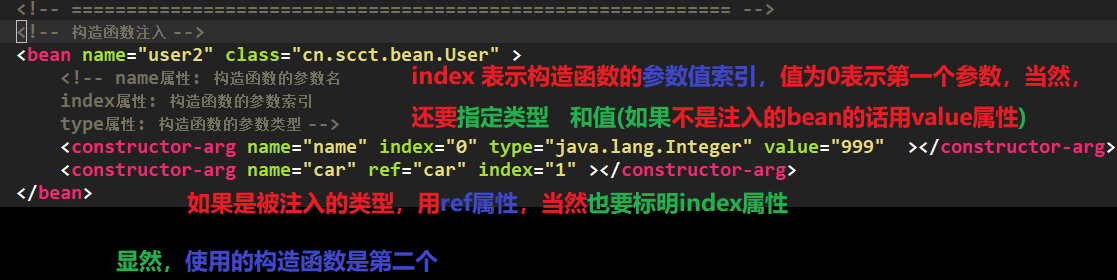 <!-- ============================================================ -->
<!-- 构造函数注入 -->
<bean name="user2" class="cn.scct.bean.User" >
<!-- name属性: 构造函数的参数名
index属性: 构造函数的参数索引
type属性: 构造函数的参数类型 -->
index 表示构造函数的参数值索引，值为0表示第一个参数，当然，
还要指定类型 和值(如果不是注入的bean的话用value属性)
<constructor-arg name="name" index="0" type="java.lang.Integer" value="999" ></constructor-arg>
<constructor-arg name="car" ref="car" index="1" ></constructor-arg>
</bean>
如果是被注入的类型，用ref属性，当然也要标明index属性
显然，使用的构造函数是第二个